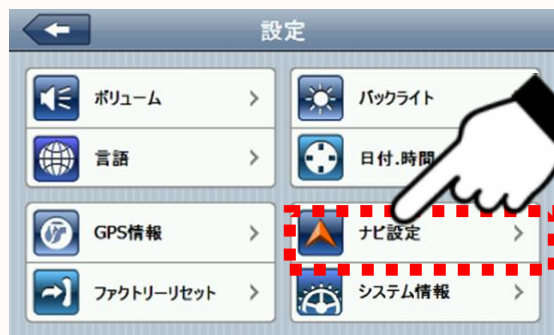 設定
ボリューム
バックライト
言語
日付.時間
GPS情報
ナビ設定
ファクトリーリセット
システム情報